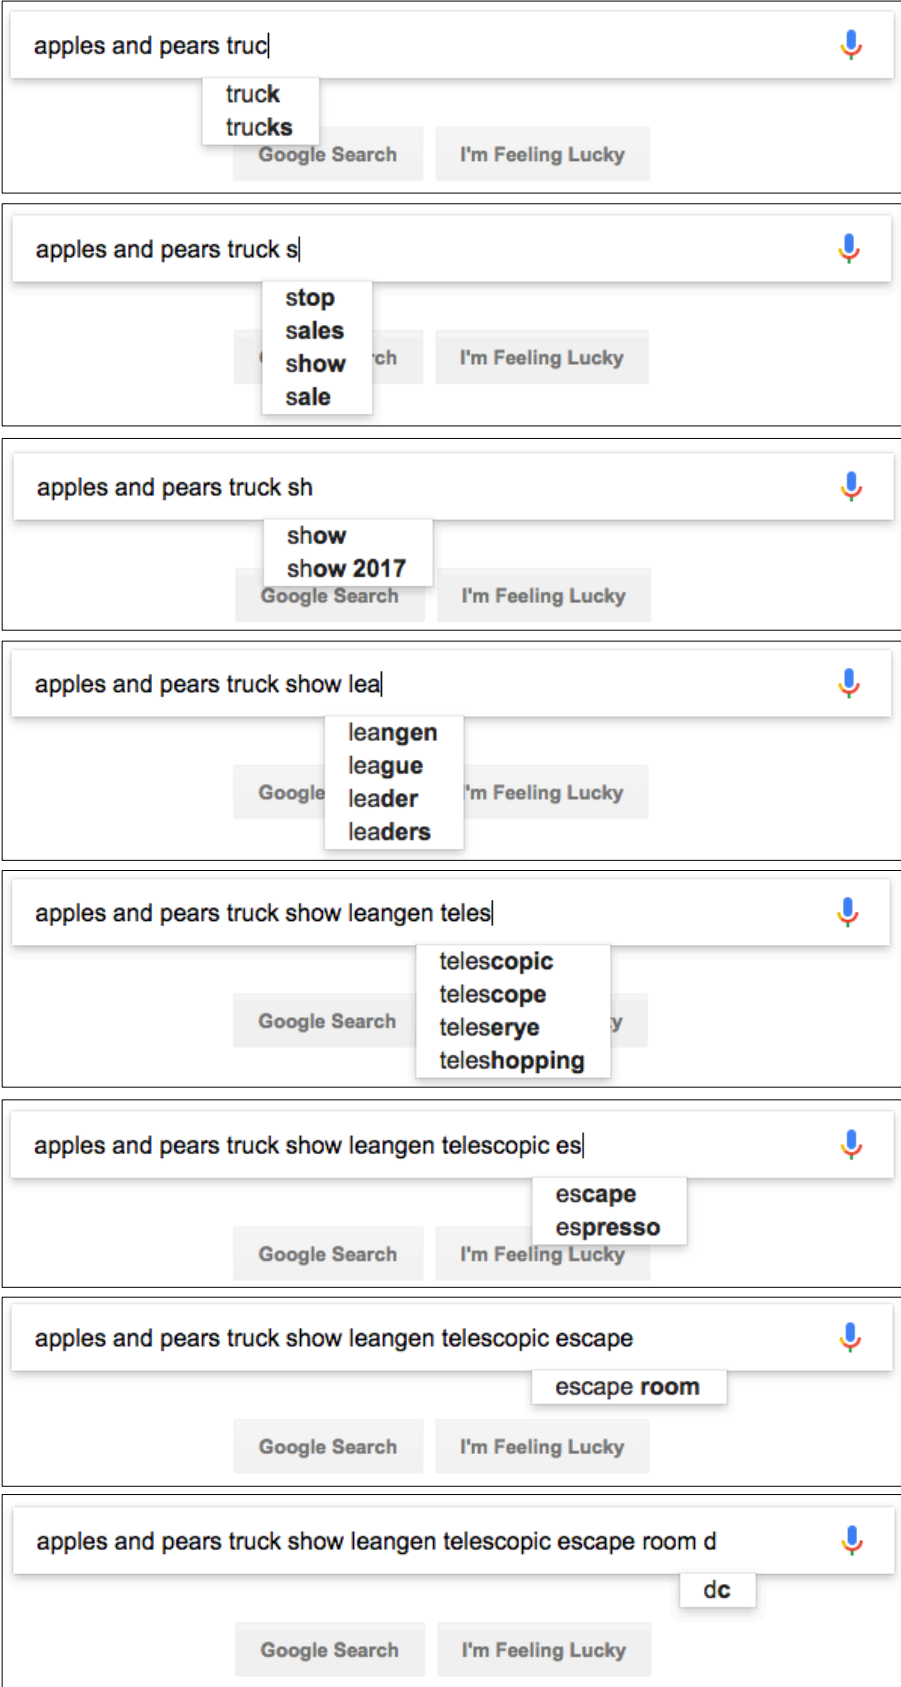 apples and pears truc
truck
trucks
Google Search I'm Feeling Lucky
apples and pears truck s
stop
sales
show
sale
rch I'm Feeling Lucky
apples and pears truck sh
show
show 2017
Google Search I'm Feeling Lucky
apples and pears truck show lea
leangen
league
leader
leaders
Google 'm Feeling Lucky
apples and pears truck show leangen teles
telescopic
telescope
teleserye
teleshopping
Google Search y
apples and pears truck show leangen telescopic es
escape
espresso
Google Search I'm Feeling Lucky
apples and pears truck show leangen telescopic escape
escape room
Google Search I'm Feeling Lucky
apples and pears truck show leangen telescopic escape room d
dc
Google Search I'm Feeling Lucky